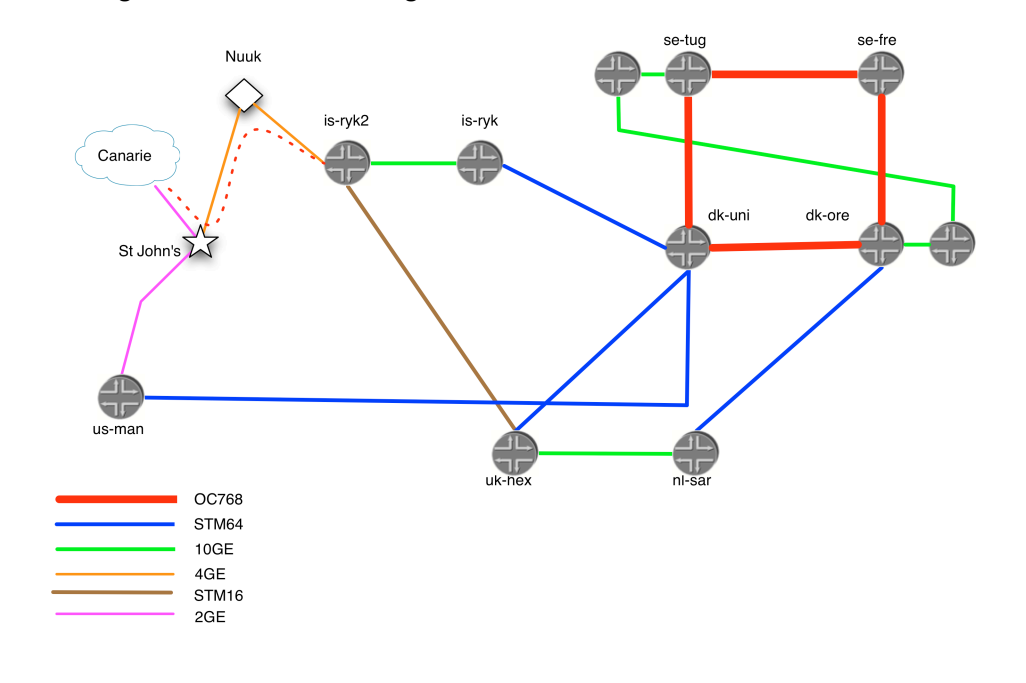 se-tug
se-fre
Nuuk
is-ryk2
is-ryk
Canarie
dk-uni
dk-ore
St John's
us-man
uk-hex
nl-sar
OC768
STM64
10GE
4GE
STM16
2GE